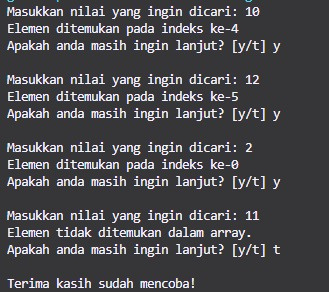 Masukkan nilai yang ingin dicari: 10
Elemen ditemukan pada indeks ke-4
Apakah anda masih ingin lanjut? [y/t] y
Masukkan nilai yang ingin dicari: 12
Elemen ditemukan pada indeks ke-5
Apakah anda masih ingin lanjut? [y/t] y
Masukkan nilai yang ingin dicari: 2
Elemen ditemukan pada indeks ke-0
Apakah anda masih ingin lanjut? [y/t] y
Masukkan nilai yang ingin dicari: 11
Elemen tidak ditemukan dalam array.
Apakah anda masih ingin lanjut? [y/t] t
Terima kasih sudah mencoba!